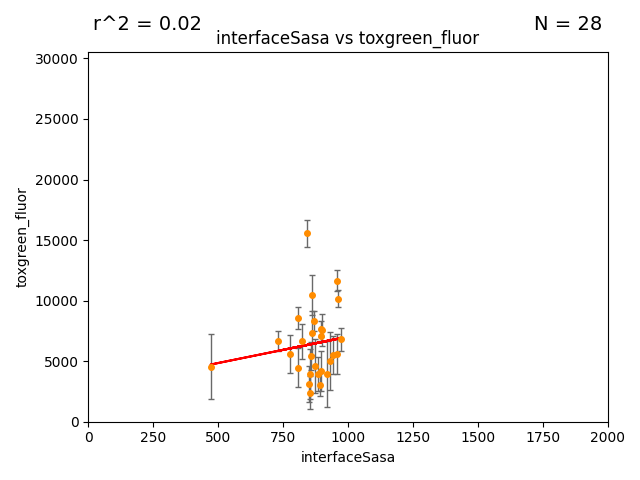 r^2 = 0.02
N = 28
interfaceSasa vs toxgreen_fluor
30000
25000
20000
15000
10000
5000
0
toxgreen_fluor
0 250 500 750 1000 1250 1500 1750 2000
interfaceSasa